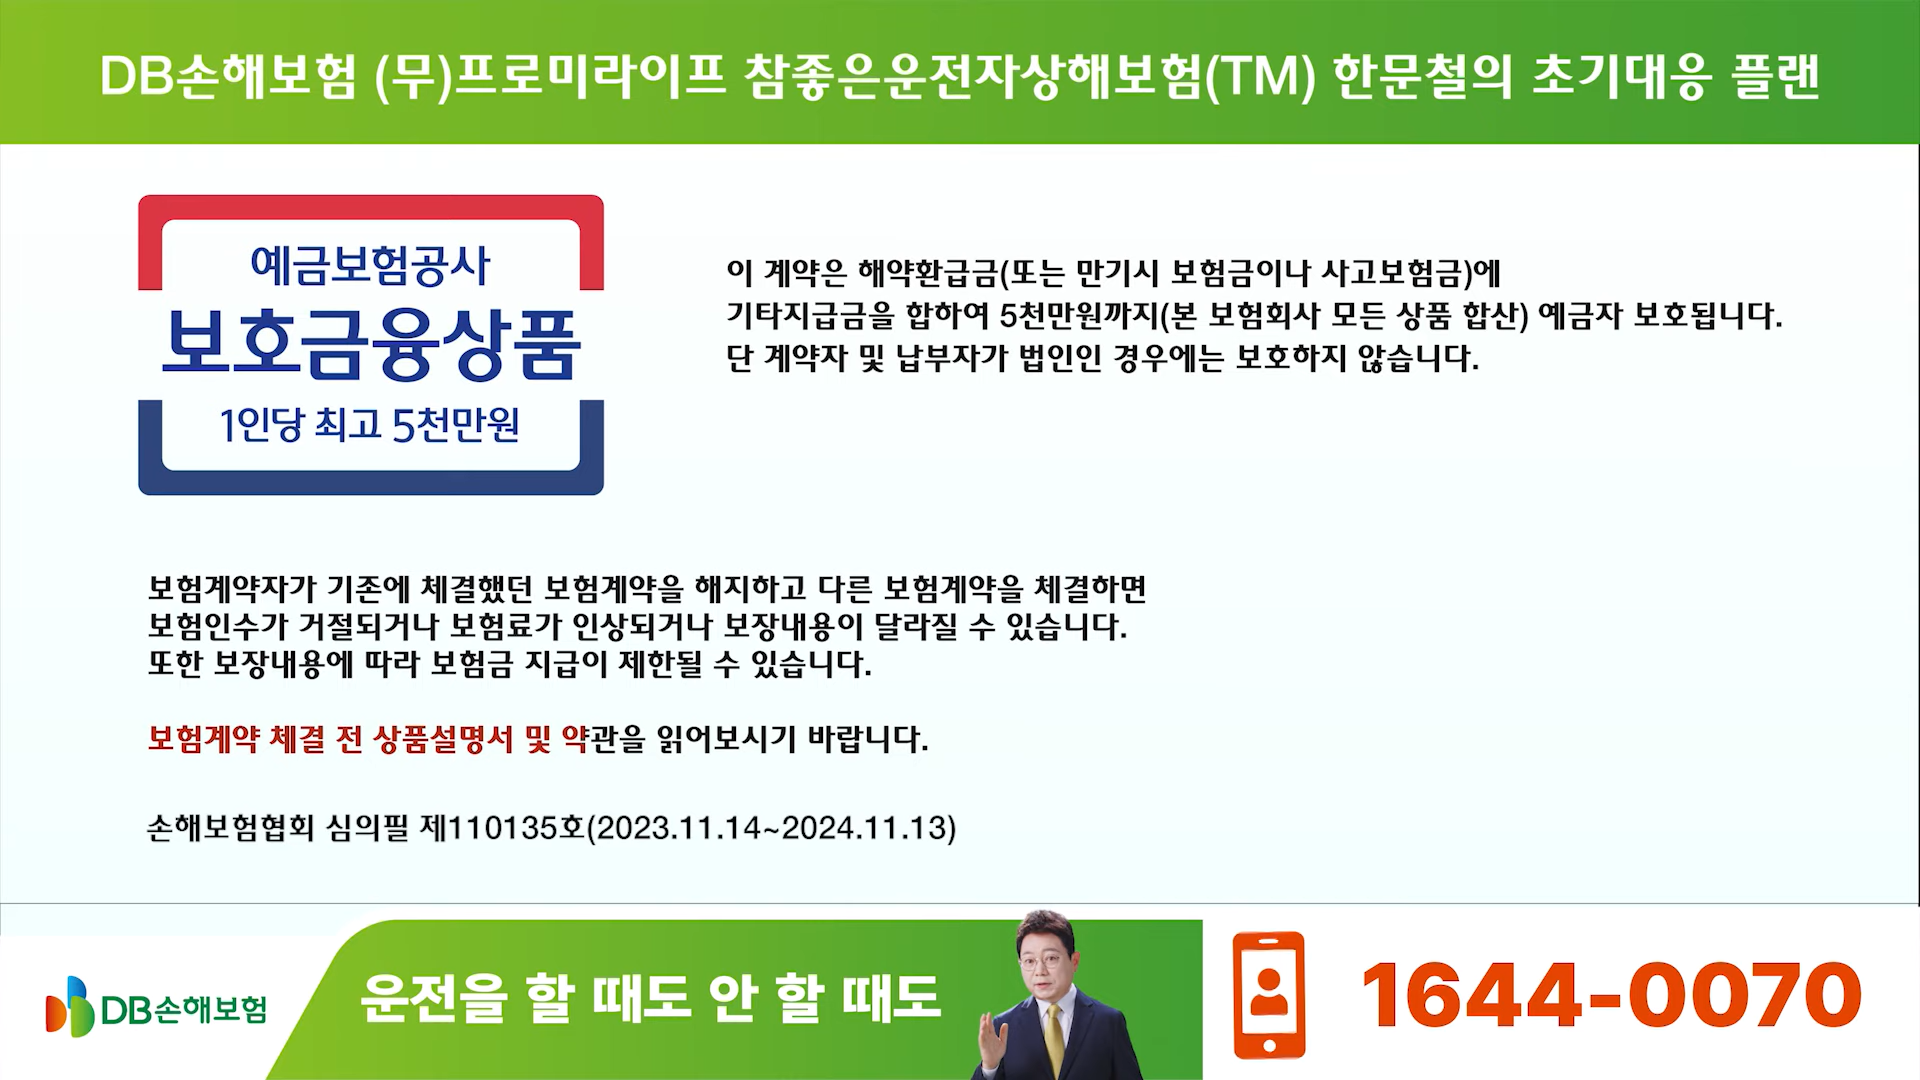 DB손해보험 (무)프로미라이프 참좋은운전자상해보험(TM) 한문철의 초기대응 플랜
예금보험공사
보호금융상품
1인당 최고 5천만원
이 계약은 해약환급금(또는 만기시 보험금이나 사고보험금)에
기타지급금을 합하여 5천만원까지(본 보험회사 모든 상품 합산) 예금자 보호됩니다.
단 계약자 및 납부자가 법인인 경우에는 보호하지 않습니다.
보험계약자가 기존에 체결했던 보험계약을 해지하고 다른 보험계약을 체결하면
보험인수가 거절되거나 보험료가 인상되거나 보장내용이 달라질 수 있습니다.
또한 보장내용에 따라 보험금 지급이 제한될 수 있습니다.
보험계약 체결 전 상품설명서 및 약관을 읽어보시기 바랍니다.
손해보험협회 심의필 제110135호(2023.11.14~2024.11.13)
DB손해보험
운전을 할 때도 안 할 때도
1644-0070